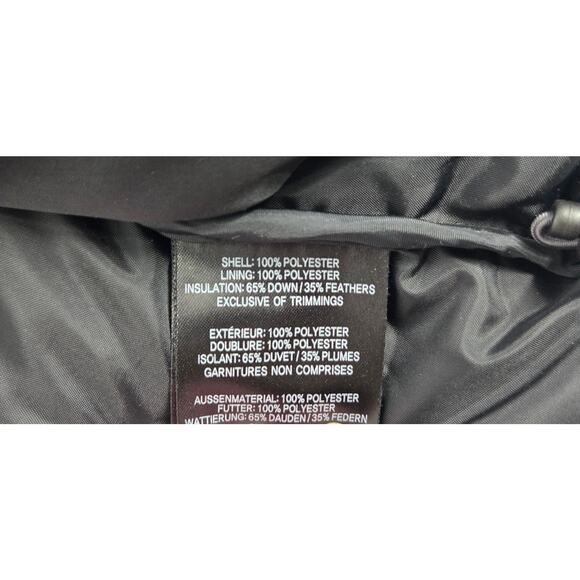 SHELL: 100% POLYESTER
LINING: 100% POLYESTER
INSULATION: 65% DOWN/35% FEATHERS
EXCLUSIVE OF TRIMMINGS
EXTÉRIEUR: 100% POLYESTER
DOUBLURE: 100% POLYESTER
ISOLANT: 65% DUVET/35% PLUMES
GARNITURES NON COMPRISES
AUSSENMATERIAL: 100% POLYESTER
FUTTER: 100% POLYESTER
WATTIERUNG: 65% DAUDEN/35% FEDERN